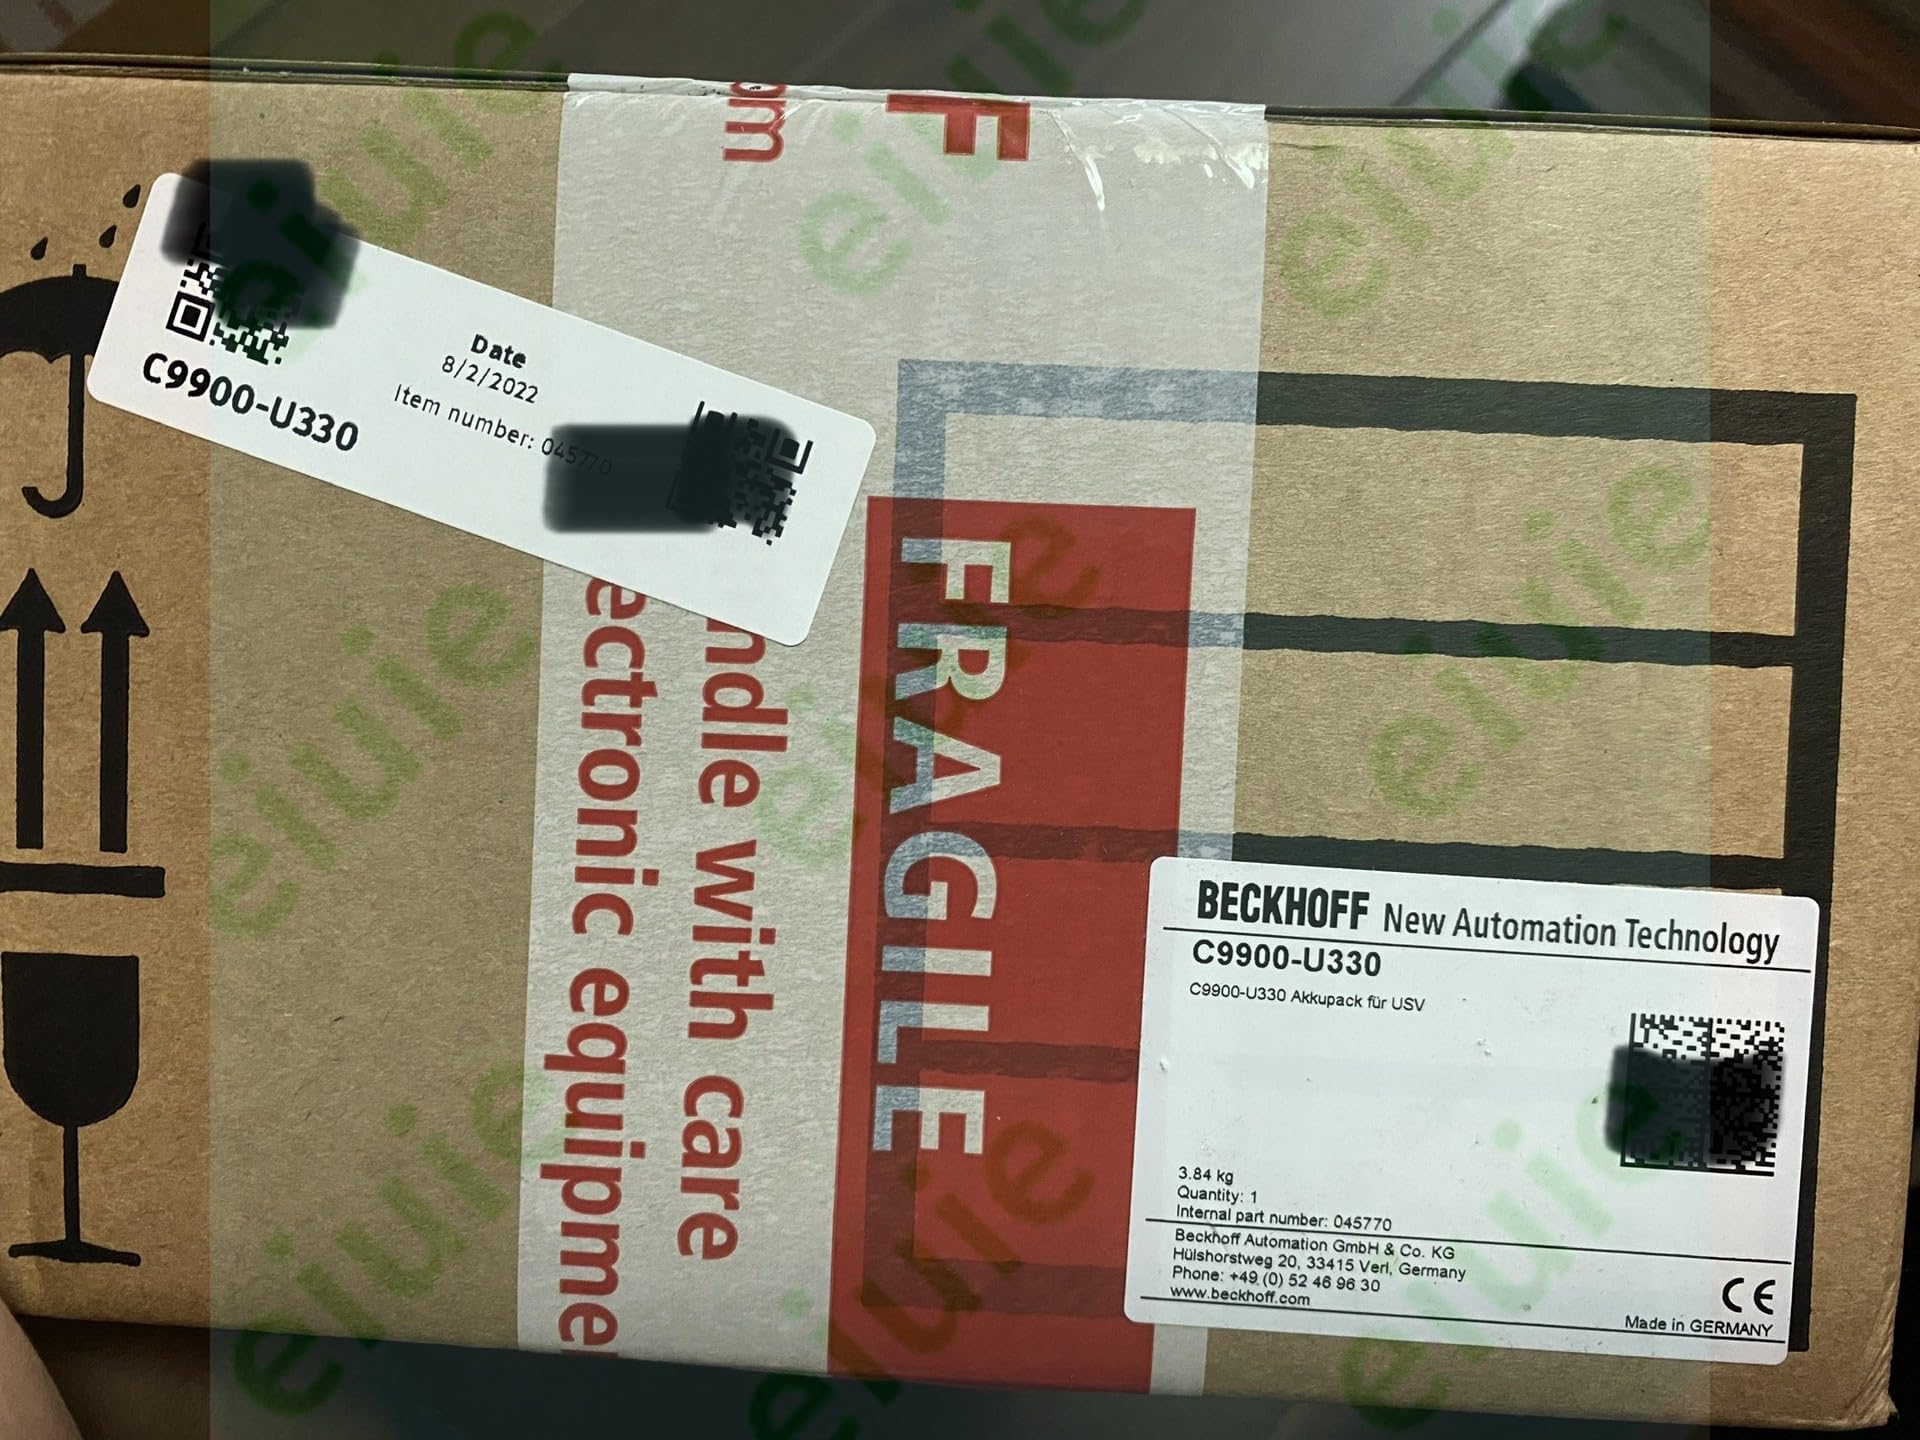 om
F
C9900-U330
Date
8/2/2022
Item number: 045770
ndle with care
ectronic equipme
FRAGILE
BECKHOFF New Automation Technology
C9900-U330
C9900-U330 Akkupack für USV
3.84 kg
Quantity: 1
Internal part number: 045770
Beckhoff Automation GmbH & Co. KG
Hülshorstweg 20, 33415 Verl, Germany
Phone: +49 (0) 52 46 96 30
www.beckhoff.com
CE
Made in GERMANY